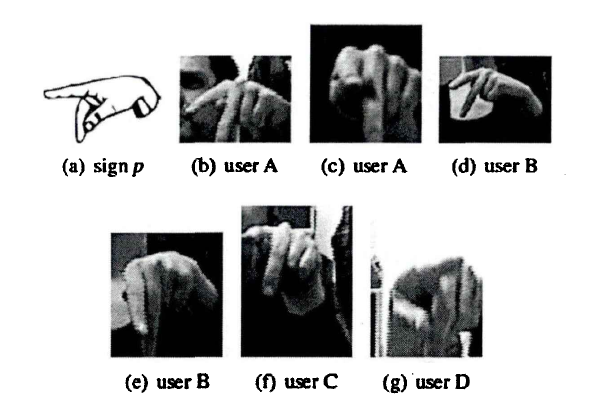 (a) sign p
(b) user A
(c) user A
(d) user B
(e) user B
(f) user C
(g) user D